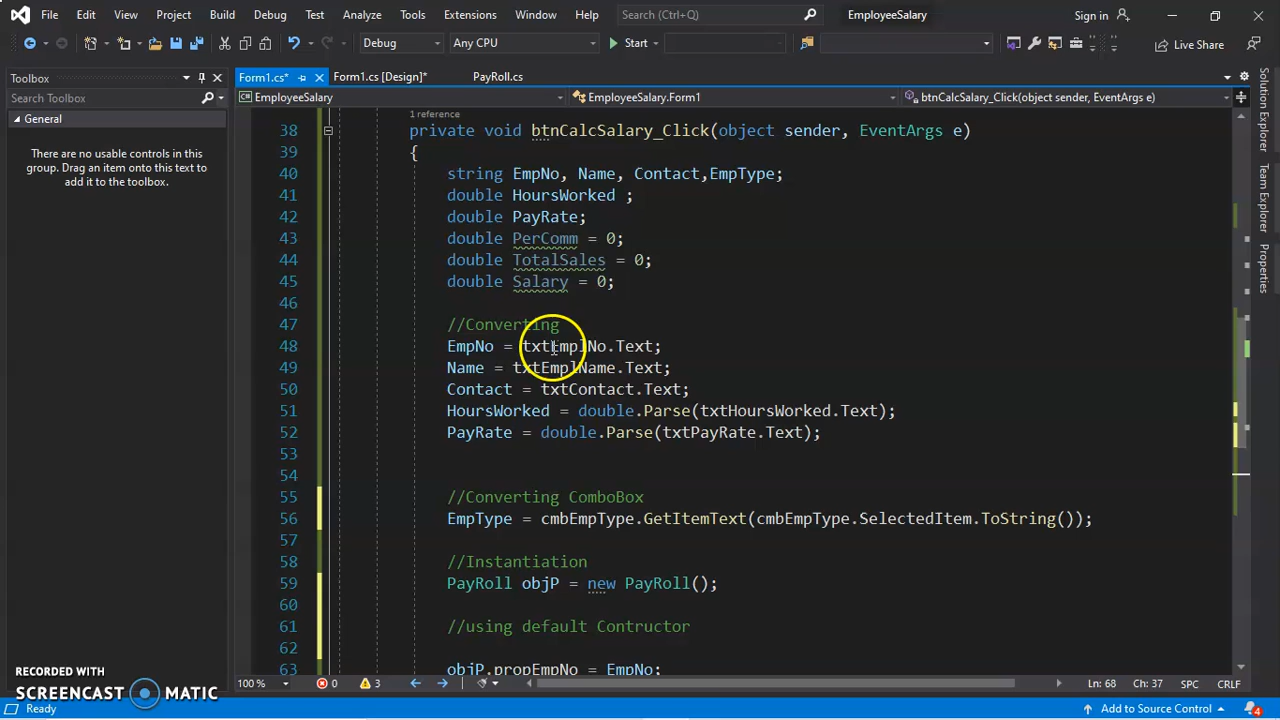 File Edit View Project Build Debug Test Analyze Tools Extensions Window Help Search (Ctrl+Q) EmployeeSalary Sign in
Debug Any CPU Start Live Share
Toolbox
Search Toolbox
General
There are no usable controls in this
group. Drag an item onto this text to
add it to the toolbox.
Form1.cs* Form1.cs [Design]* PayRoll.cs
EmployeeSalary EmployeeSalary.Form1 btnCalcSalary_Click(object sender, EventArgs e)
1 reference
38 private void btnCalcSalary_Click(object sender, EventArgs e)
39 {
40 string EmpNo, Name, Contact,EmpType;
41 double HoursWorked ;
42 double PayRate;
43 double PerComm = 0;
44 double TotalSales = 0;
45 double Salary = 0;
46
47 //Converting
48 EmpNo = txtEmplNo.Text;
49 Name = txtEmplName.Text;
50 Contact = txtContact.Text;
51 HoursWorked = double.Parse(txtHoursWorked.Text);
52 PayRate = double.Parse(txtPayRate.Text);
53
54
55 //Converting ComboBox
56 EmpType = cmbEmpType.GetItemText(cmbEmpType.SelectedItem.ToString());
57
58 //Instantiation
59 PayRoll objP = new PayRoll();
60
61 //using default Contructor
62
63 objP.propEmpNo = EmpNo;
100 % 0 3 Ln: 68 Ch: 37 SPC CRLF
Ready Add to Source Control 4
Server Explorer
Team Explorer
Properties
RECORDED WITH
SCREENCAST MATIC